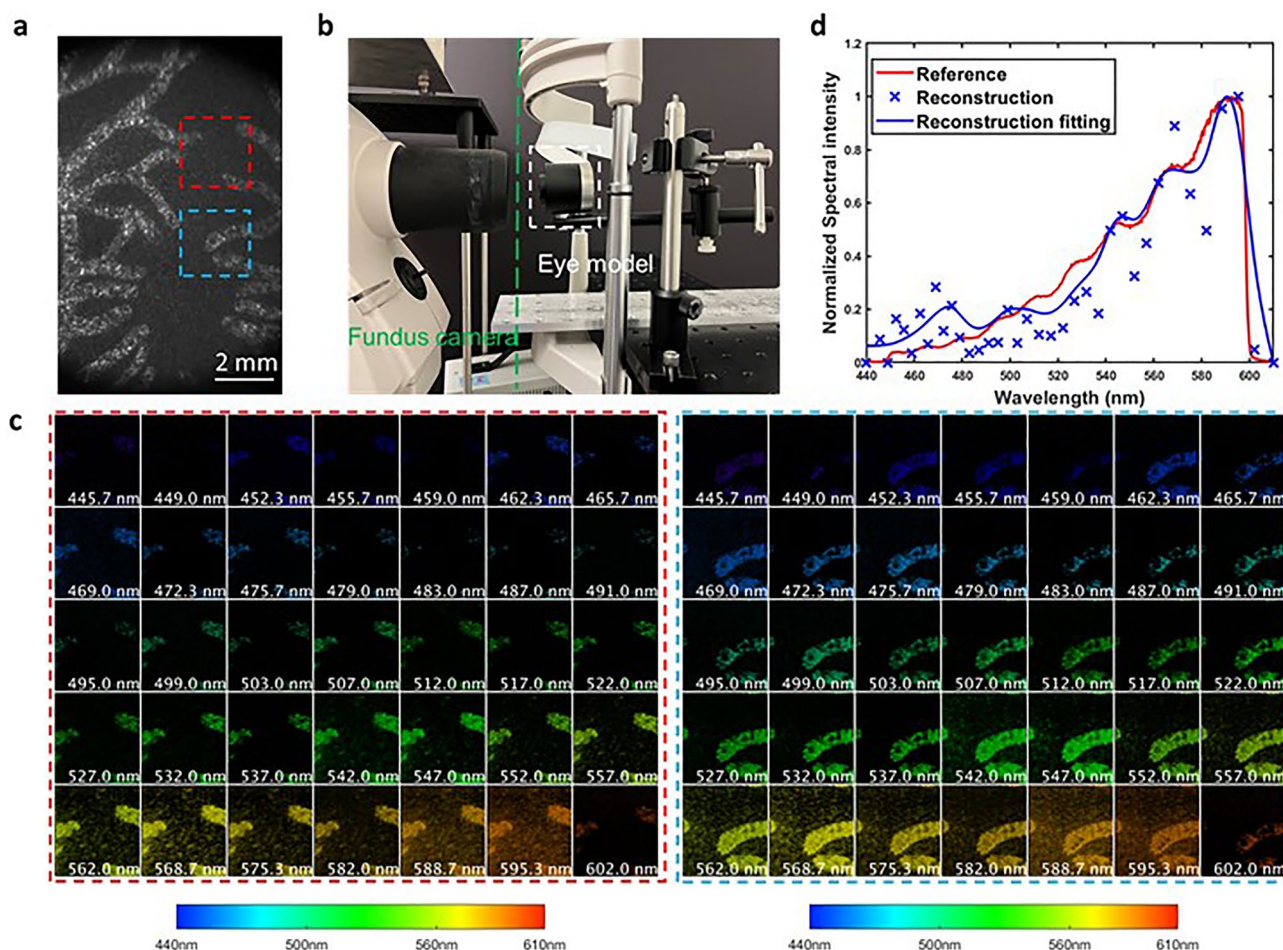 a
2 mm
b
Eye model
Fundus camera
d
Normalized Spectral intensity
1.2
1
0.8
0.6
0.4
0.2
0
Reference
Reconstruction
Reconstruction fitting
440 460 480 500 520 540 560 580 600
Wavelength (nm)
c
445.7 nm 449.0 nm 452.3 nm 455.7 nm 459.0 nm 462.3 nm 465.7 nm
469.0 nm 472.3 nm 475.7 nm 479.0 nm 483.0 nm 487.0 nm 491.0 nm
495.0 nm 499.0 nm 503.0 nm 507.0 nm 512.0 nm 517.0 nm 522.0 nm
527.0 nm 532.0 nm 537.0 nm 542.0 nm 547.0 nm 552.0 nm 557.0 nm
562.0 nm 568.7 nm 575.3 nm 582.0 nm 588.7 nm 595.3 nm 602.0 nm
440nm 500nm 560nm 610nm
445.7 nm 449.0 nm 452.3 nm 455.7 nm 459.0 nm 462.3 nm 465.7 nm
469.0 nm 472.3 nm 475.7 nm 479.0 nm 483.0 nm 487.0 nm 491.0 nm
495.0 nm 499.0 nm 503.0 nm 507.0 nm 512.0 nm 517.0 nm 522.0 nm
527.0 nm 532.0 nm 537.0 nm 542.0 nm 547.0 nm 552.0 nm 557.0 nm
562.0 nm 568.7 nm 575.3 nm 582.0 nm 588.7 nm 595.3 nm 602.0 nm
440nm 500nm 560nm 610nm